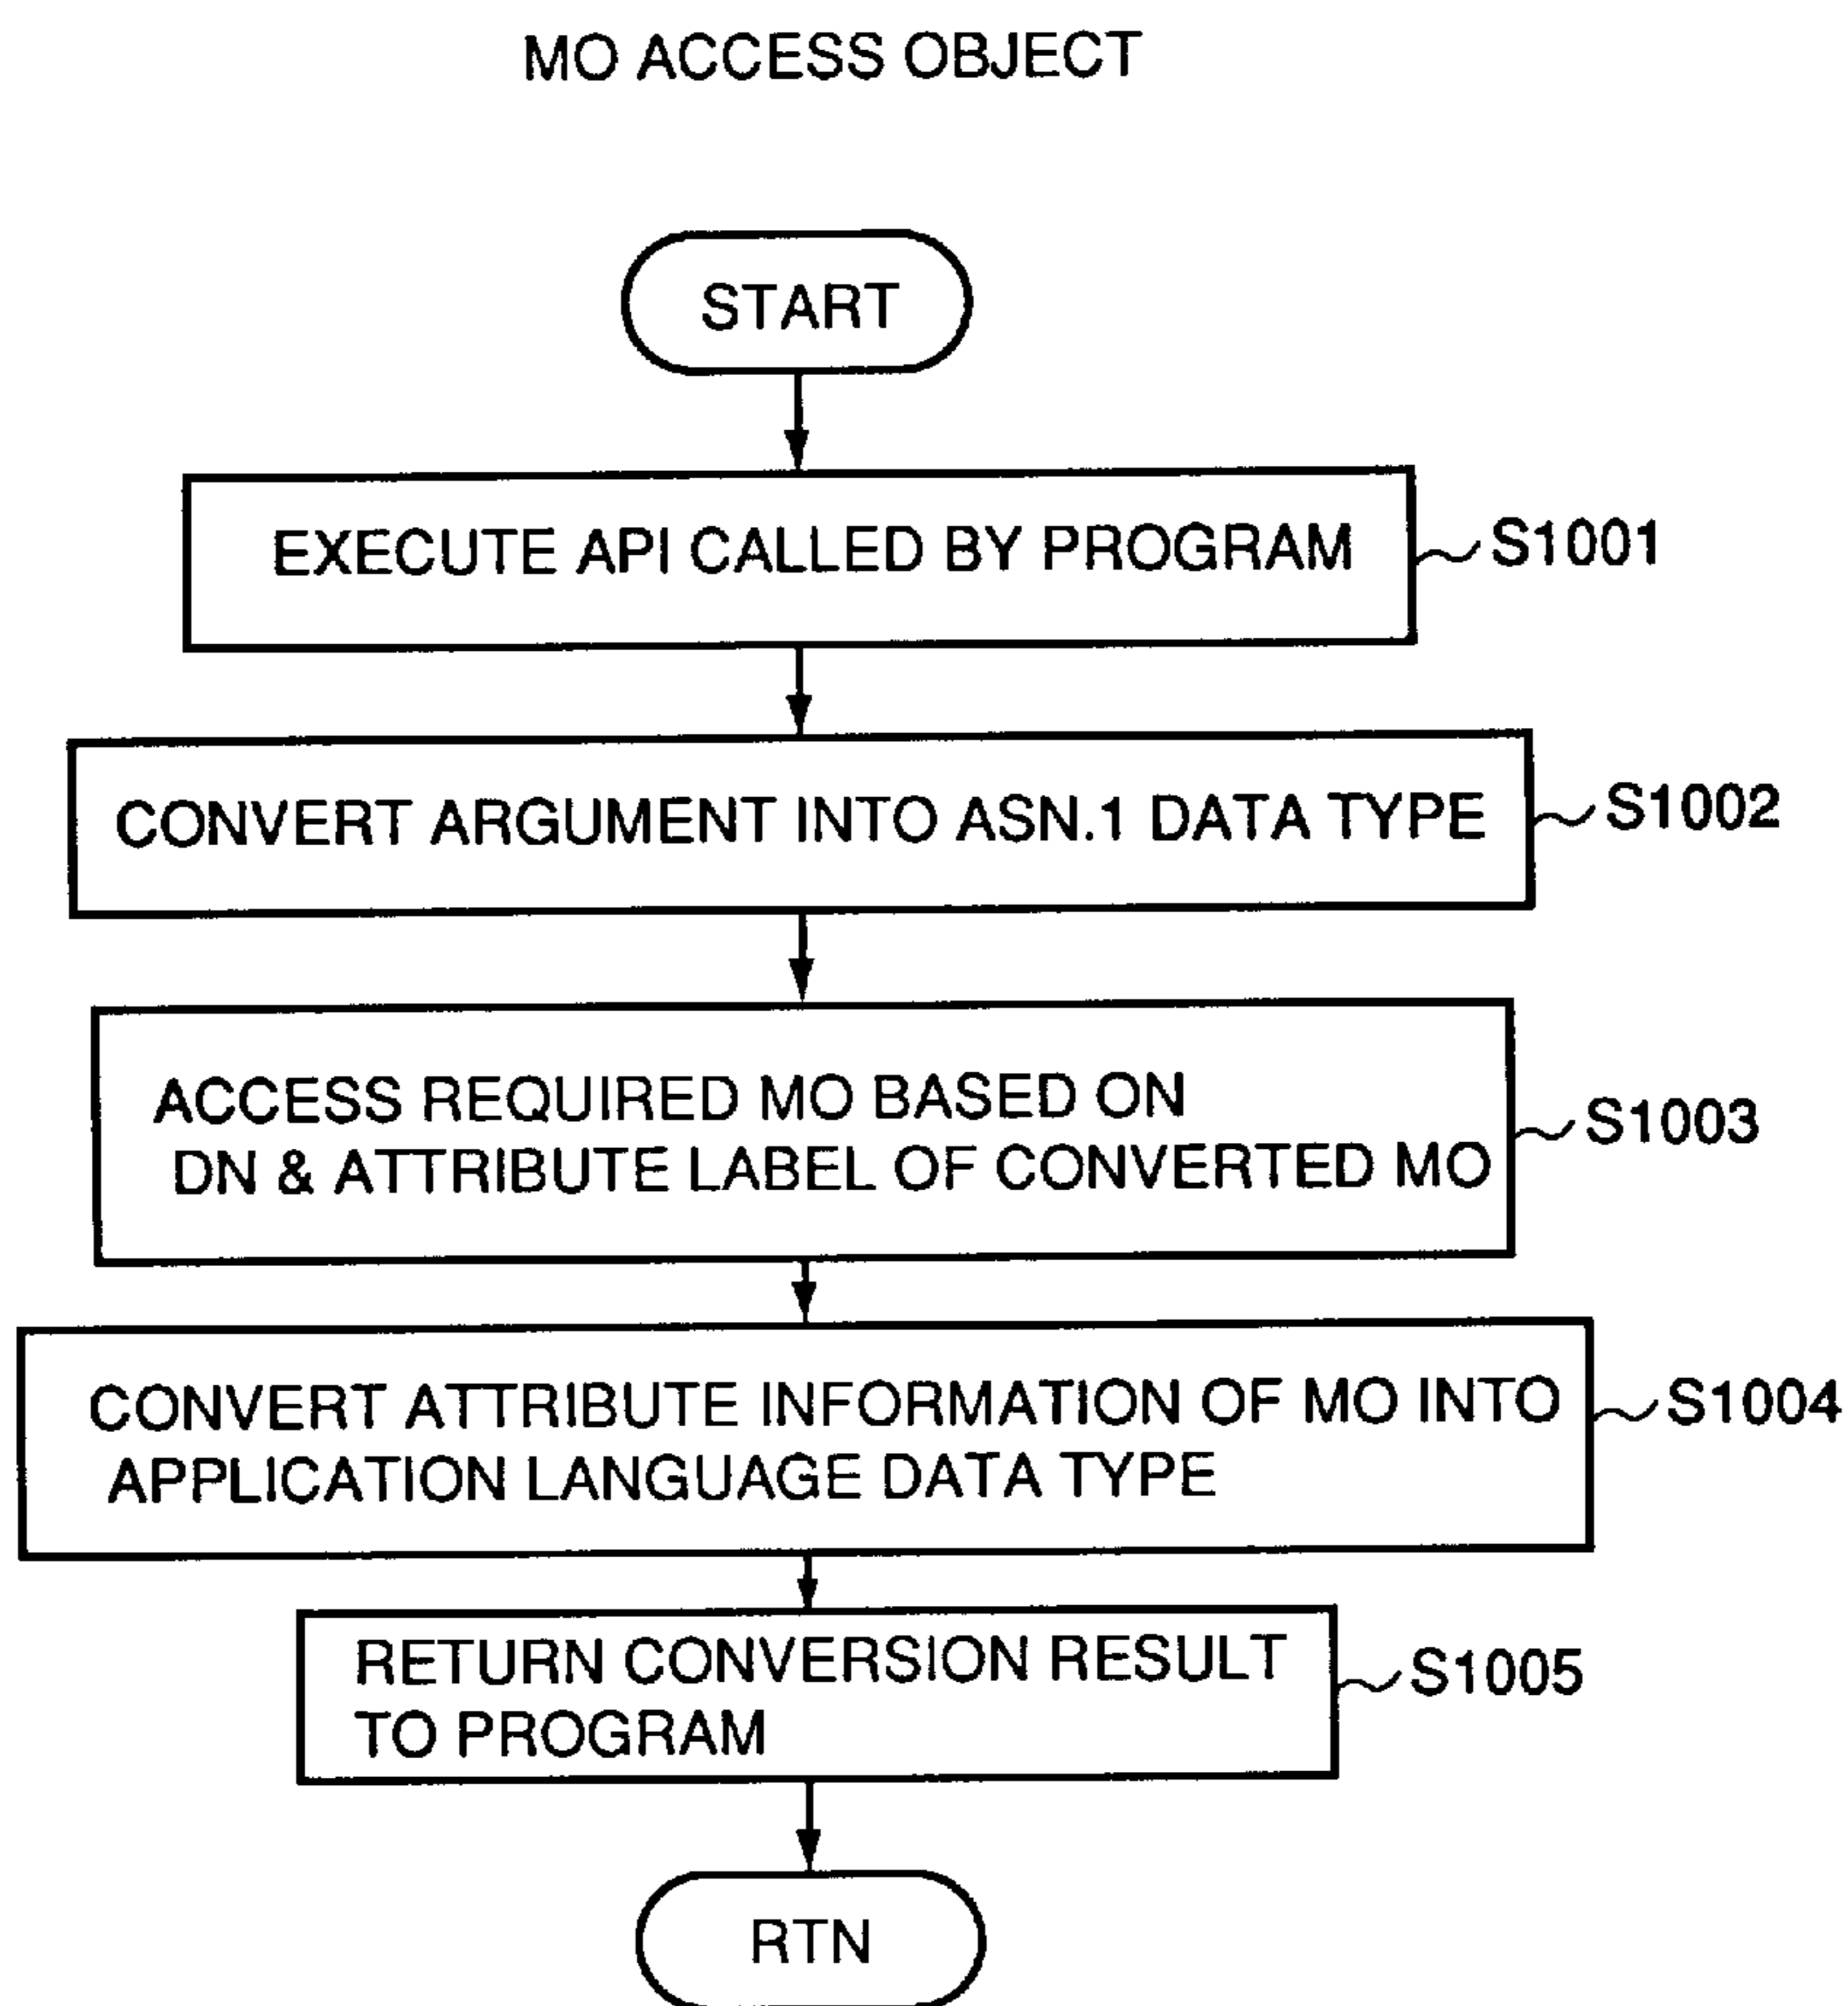 MO ACCESS OBJECT
START
EXECUTE API CALLED BY PROGRAM
S1001
CONVERT ARGUMENT INTO ASN.1 DATA TYPE
S1002
ACCESS REQUIRED MO BASED ON
DN & ATTRIBUTE LABEL OF CONVERTED MO
S1003
CONVERT ATTRIBUTE INFORMATION OF MO INTO
APPLICATION LANGUAGE DATA TYPE
S1004
RETURN CONVERSION RESULT
TO PROGRAM
S1005
RTN